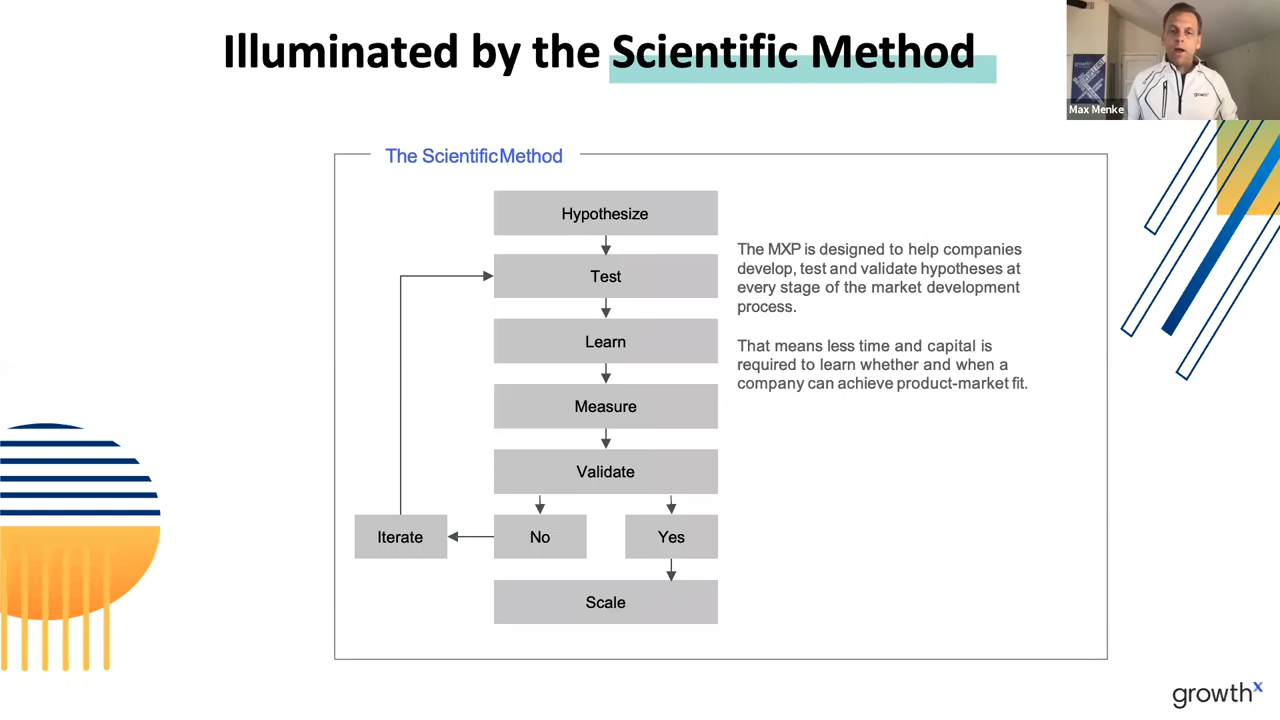 Illuminated by the Scientific Method
Max Menke
growthx
The ScientificMethod
Hypothesize
Test
Learn
Measure
Validate
No
Yes
Iterate
Scale
The MXP is designed to help companies
develop, test and validate hypotheses at
every stage of the market development
process.
That means less time and capital is
required to learn whether and when a
company can achieve product-market fit.
growthx